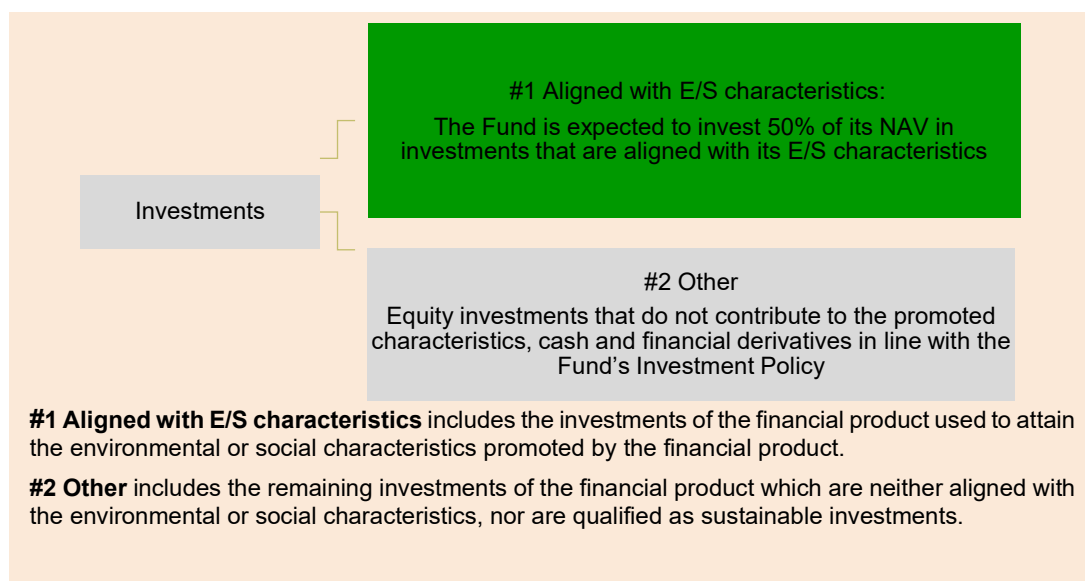 #1 Aligned with E/S characteristics:
The Fund is expected to invest 50% of its NAV in
investments that are aligned with its E/S characteristics
Investments
#2 Other
Equity investments that do not contribute to the promoted
characteristics, cash and financial derivatives in line with the
Fund's Investment Policy
#1 Aligned with E/S characteristics includes the investments of the financial product used to attain
the environmental or social characteristics promoted by the financial product.
#2 Other includes the remaining investments of the financial product which are neither aligned with
the environmental or social characteristics, nor are qualified as sustainable investments.